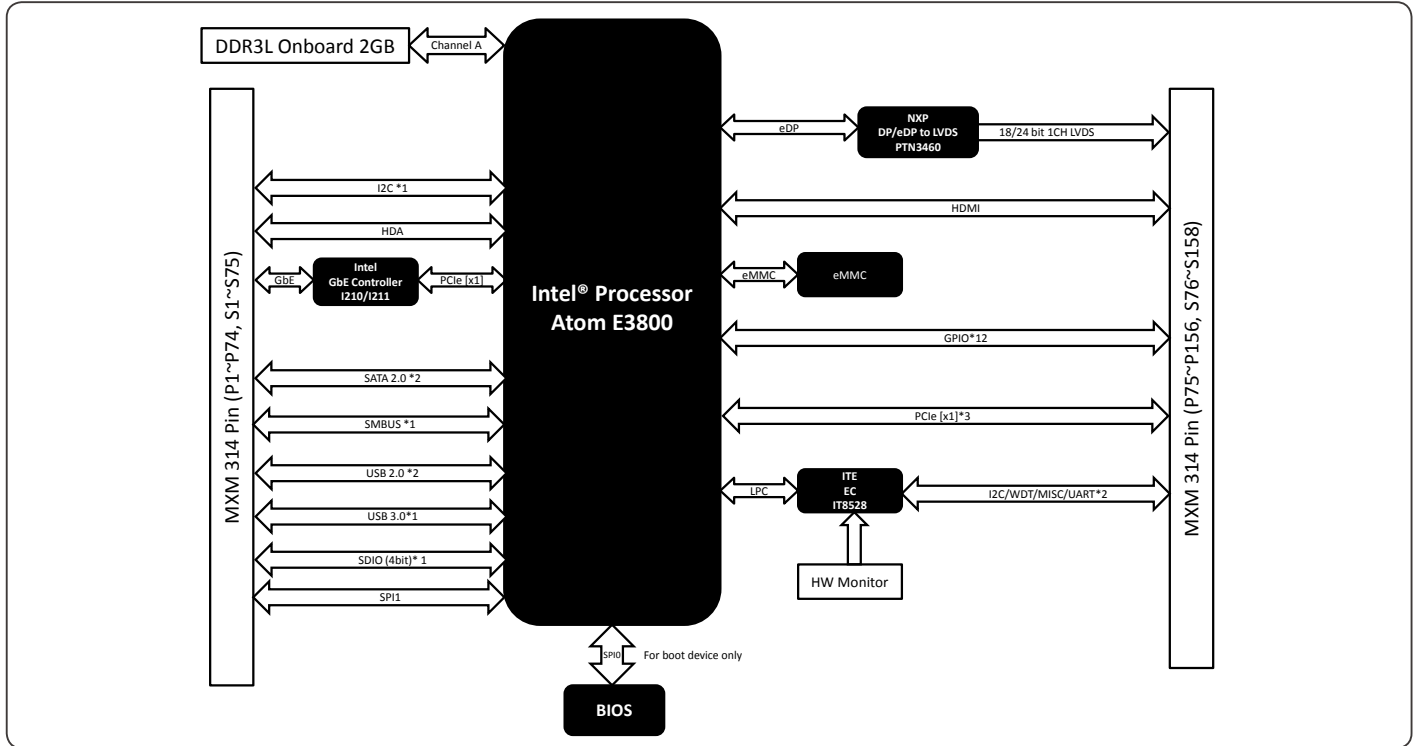 DDR3L Onboard 2GB
Channel A
MXM 314 Pin (P1~P74, S1~S75)
I2C *1
HDA
GbE
Intel
GbE Controller
I210/I211
PCIe [x1]
SATA 2.0 *2
SMBUS *1
USB 2.0 *2
USB 3.0*1
SDIO (4bit)* 1
SPI1
Intel® Processor
Atom E3800
SPI0
For boot device only
BIOS
eDP
NXP
DP/eDP to LVDS
PTN3460
18/24 bit 1CH LVDS
HDMI
eMMC
eMMC
GPIO*12
PCIe [x1]*3
LPC
ITE
EC
IT8528
I2C/WDT/MISC/UART*2
HW Monitor
MXM 314 Pin (P75~P156, S76~S158)